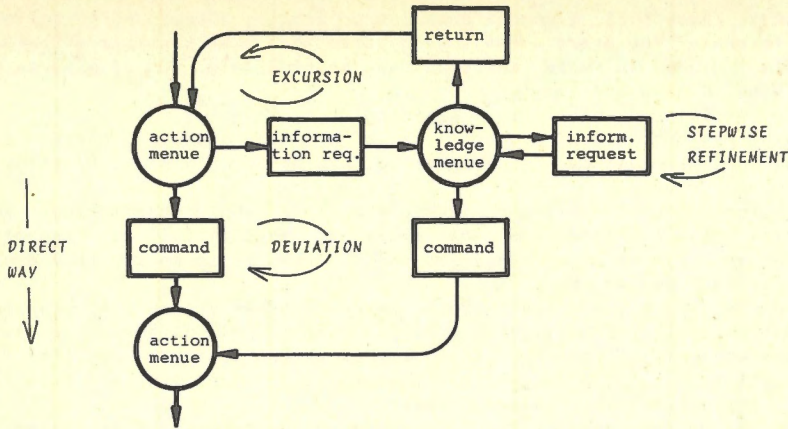 return
EXCURSION
action
menue
informa-
tion req.
know-
ledge
menue
inform.
request
STEPWISE
REFINEMENT
DIRECT
WAY
command
DEVIATION
command
action
menue